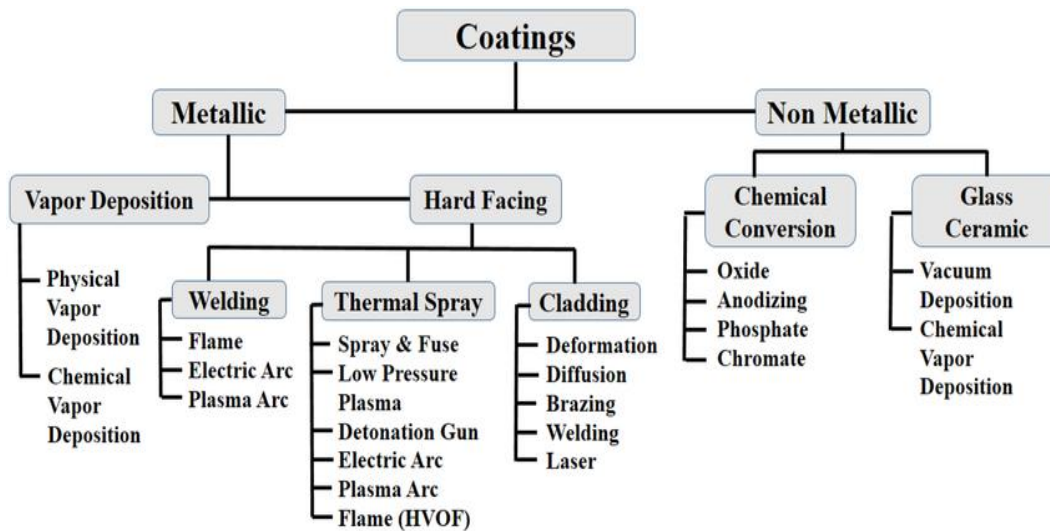 Coatings
Metallic
Non Metallic
Vapor Deposition
Hard Facing
Chemical
Conversion
Glass
Ceramic
Physical
Vapor
Deposition
Chemical
Vapor
Deposition
Welding
Flame
Electric Arc
Plasma Arc
Thermal Spray
Spray & Fuse
Low Pressure
Plasma
Detonation Gun
Electric Arc
Plasma Arc
Flame (HVOF)
Cladding
Deformation
Diffusion
Brazing
Welding
Laser
Oxide
Anodizing
Phosphate
Chromate
Vacuum
Deposition
Chemical
Vapor
Deposition